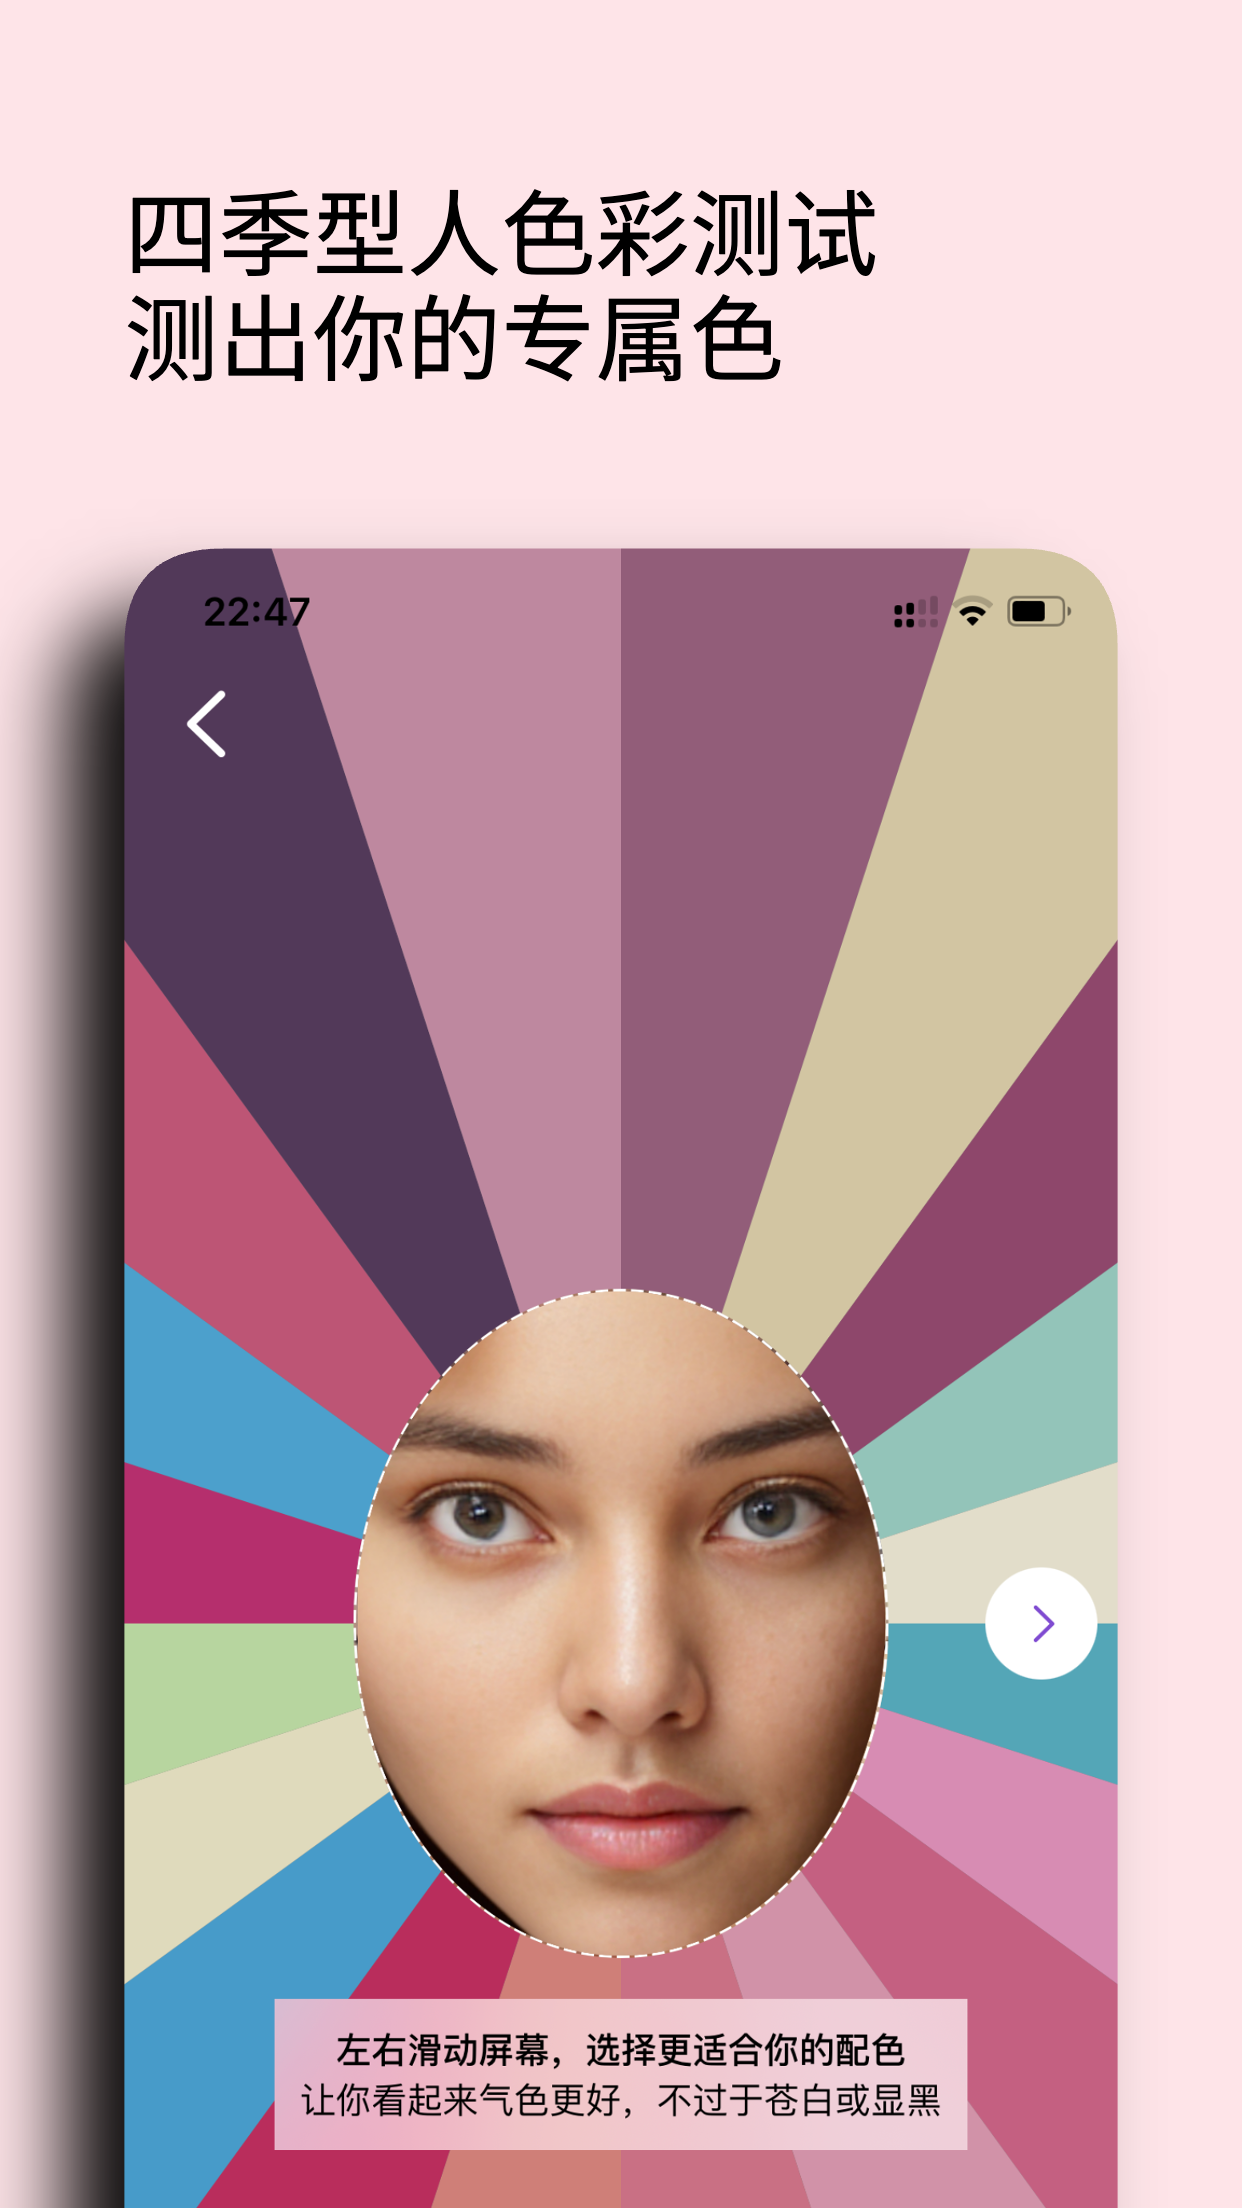 四季型人色彩测试
测出你的专属色
22:47
左右滑动屏幕，选择更适合你的配色
让你看起来气色更好，不过于苍白或显黑